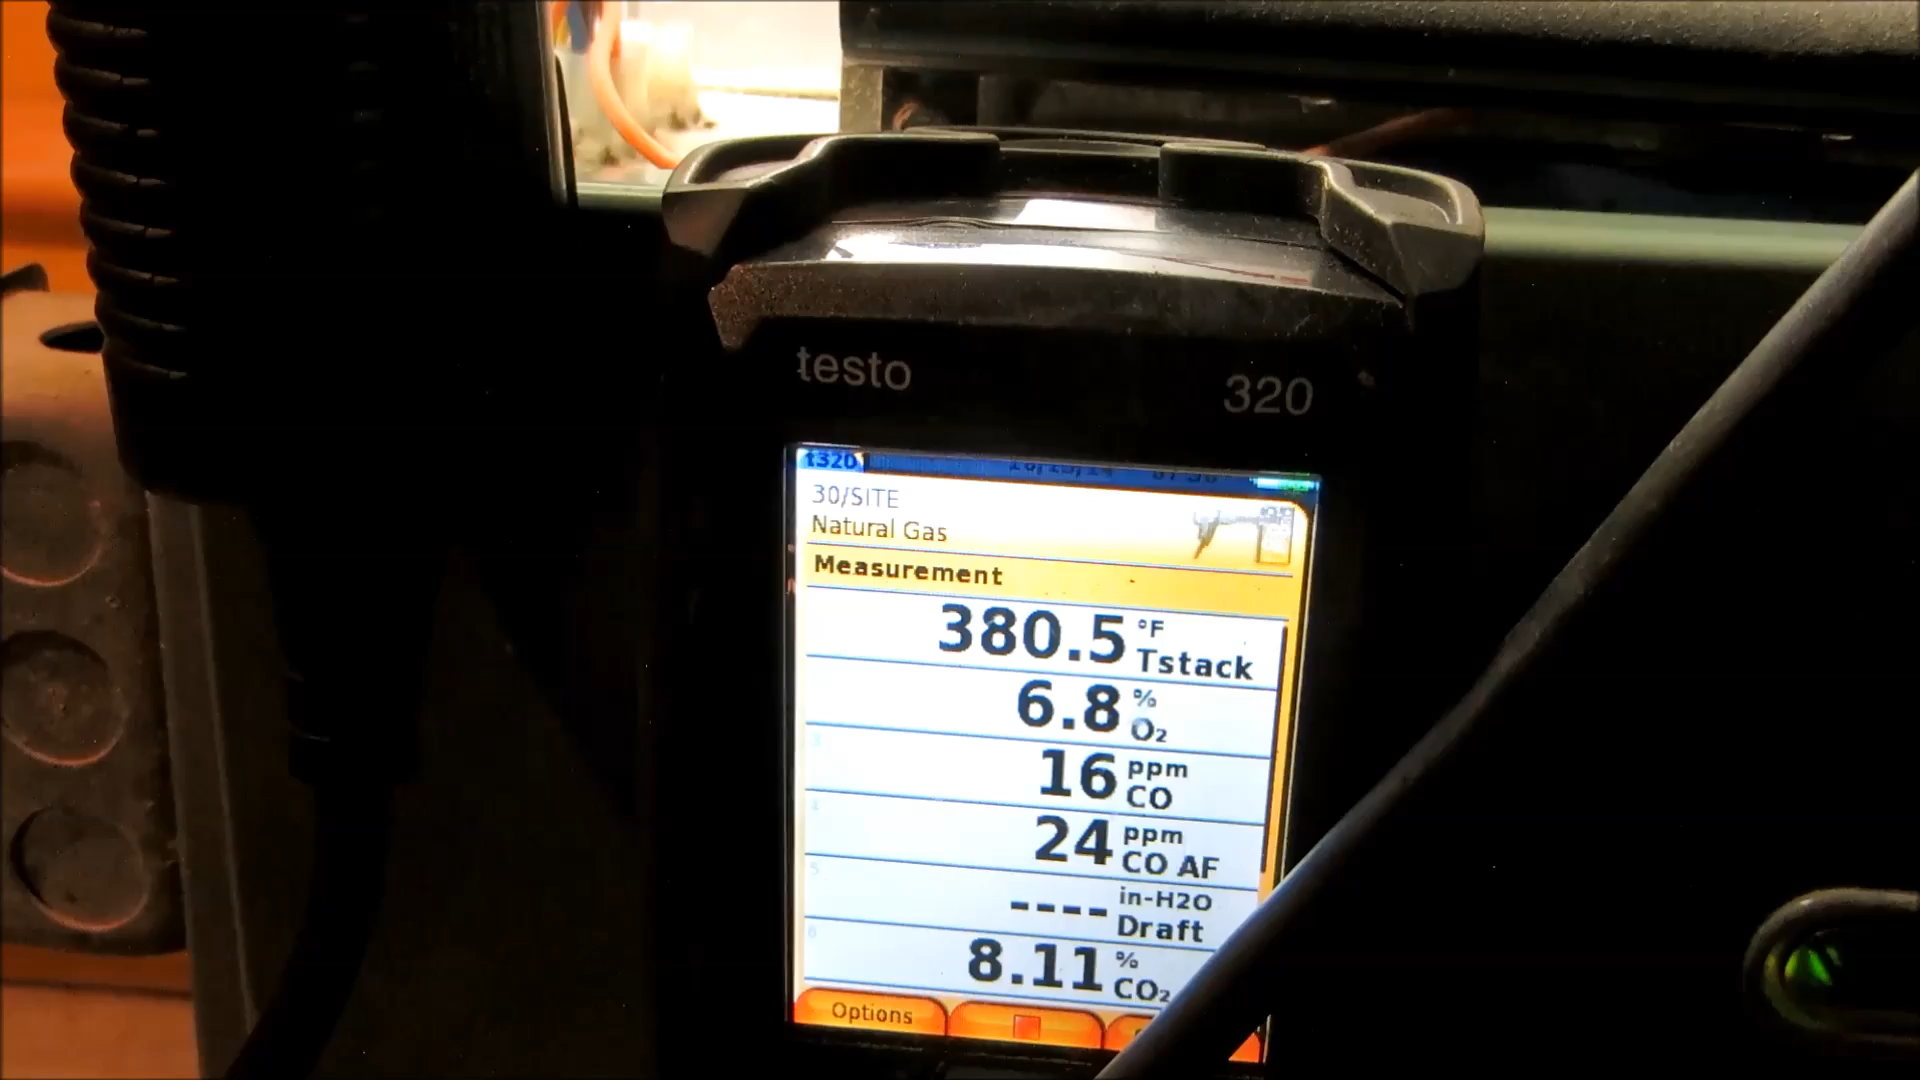 testo 320
t320
30/SITE
Natural Gas
Measurement
380.5 °F Tstack
6.8 % O₂
16 ppm CO
24 ppm CO AF
---- in-H2O Draft
8.11 % CO₂
Options